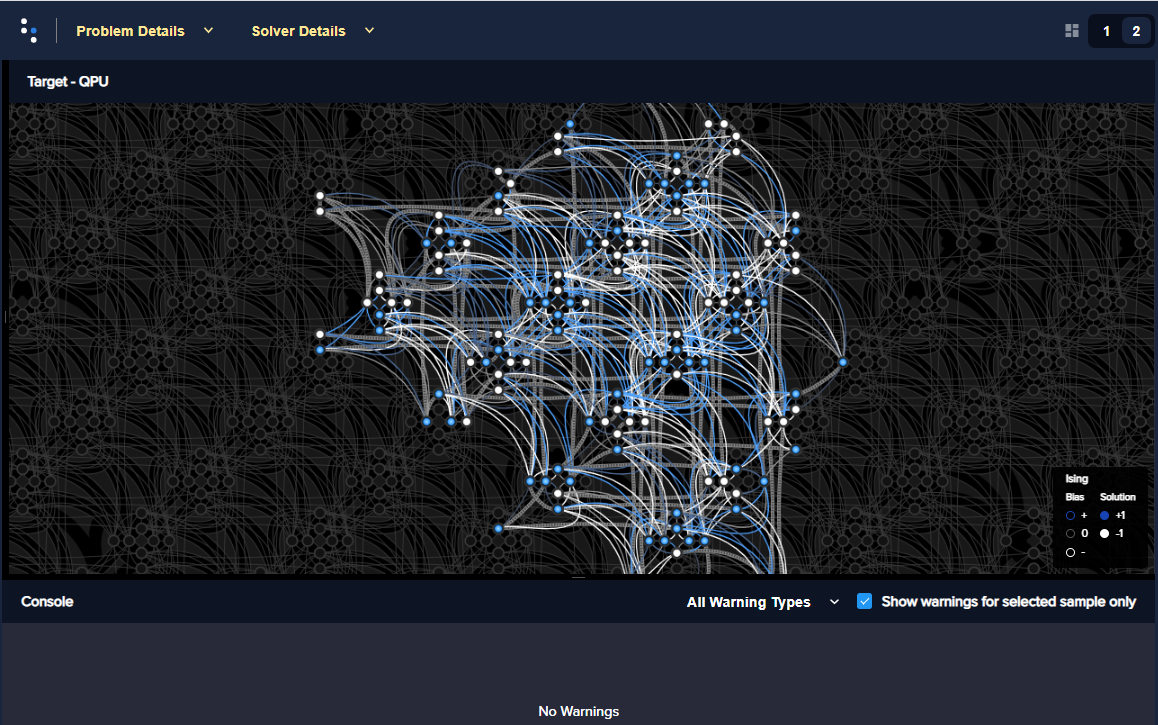 Problem Details
Solver Details
1 2
Target - QPU
Ising
Bias Solution
+ +1
0 -1
-
Console
All Warning Types
Show warnings for selected sample only
No Warnings